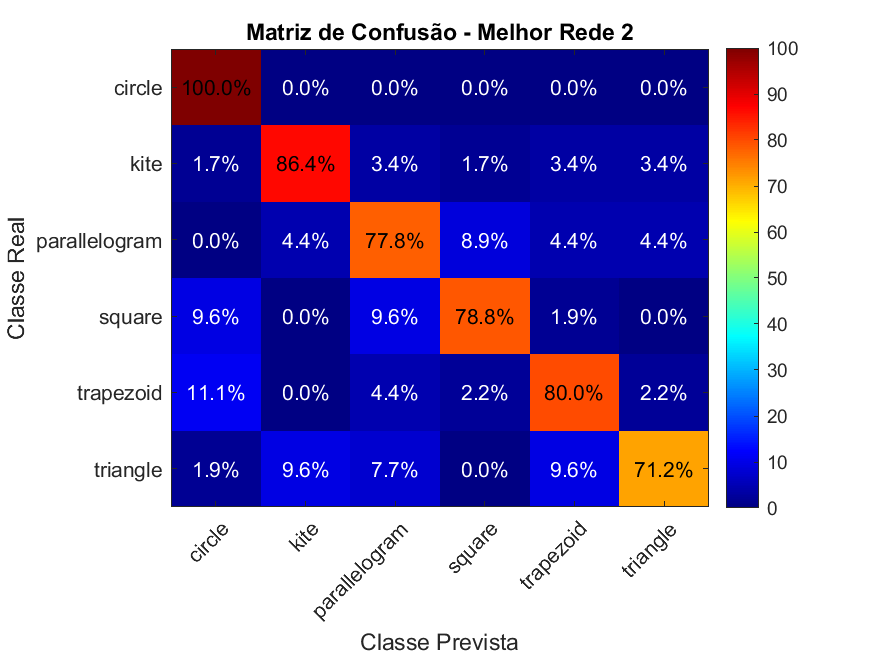 Matriz de Confusão - Melhor Rede 2
Classe Real
circle 100.0% 0.0% 0.0% 0.0% 0.0% 0.0%
kite 1.7% 86.4% 3.4% 1.7% 3.4% 3.4%
parallelogram 0.0% 4.4% 77.8% 8.9% 4.4% 4.4%
square 9.6% 0.0% 9.6% 78.8% 1.9% 0.0%
trapezoid 11.1% 0.0% 4.4% 2.2% 80.0% 2.2%
triangle 1.9% 9.6% 7.7% 0.0% 9.6% 71.2%
circle kite parallelogram square trapezoid triangle
Classe Prevista
100
90
80
70
60
50
40
30
20
10
0